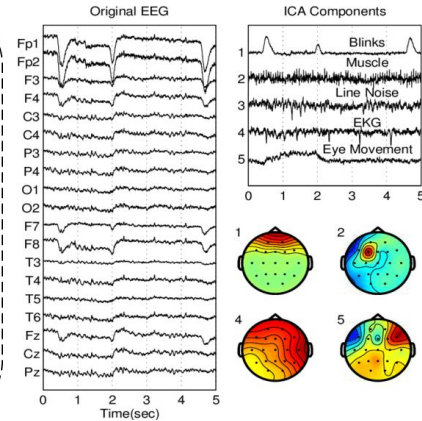 Original EEG
Fp1
Fp2
F3
F4
C3
C4
P3
P4
O1
O2
F7
F8
T3
T4
T5
T6
Fz
Cz
Pz
0 1 2 3 4 5
Time(sec)
ICA Components
1 Blinks
Muscle
2
Line Noise
3
EKG
4
Eye Movement
5
0 1 2 3 4 5
1 2
4 5